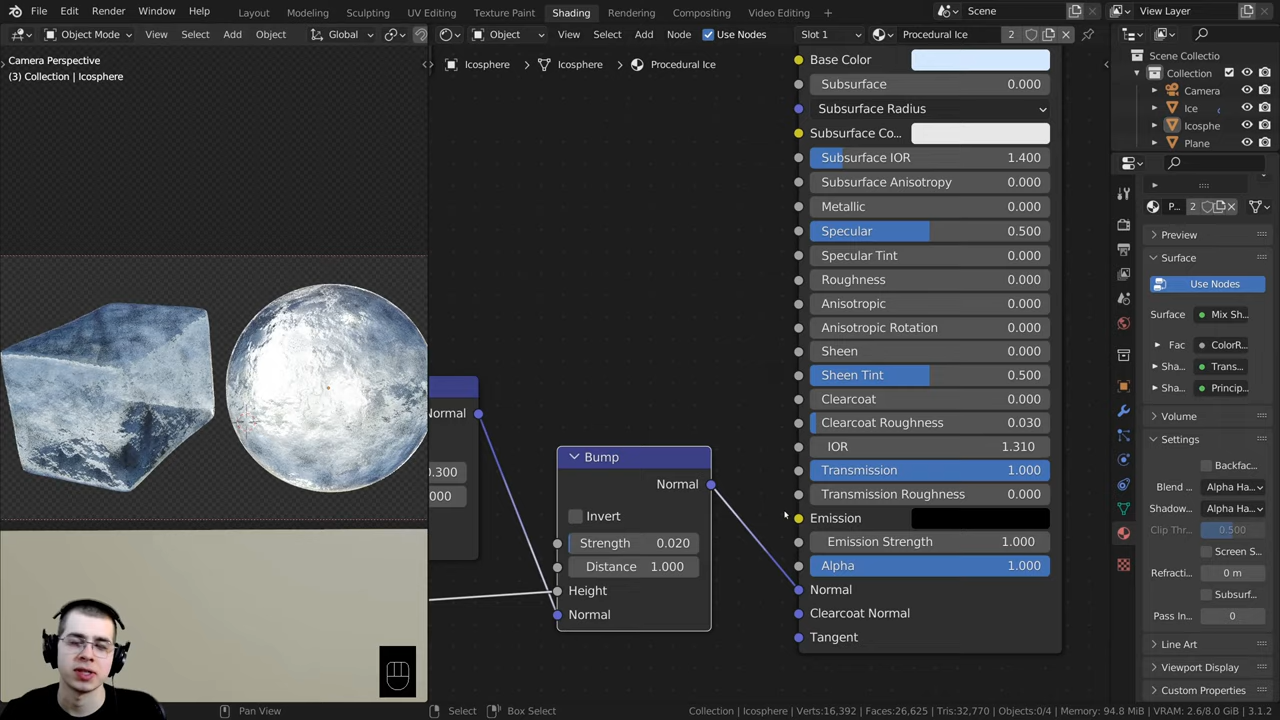 File Edit Render Window Help Layout Modeling Sculpting UV Editing Texture Paint Shading Rendering Compositing Video Editing Scene View Layer
Object Mode View Select Add Object Global Object View Select Add Node Use Nodes Slot 1 Procedural Ice 2
Camera Perspective
(3) Collection | Icosphere
Icosphere Icosphere Procedural Ice
Base Color
Subsurface 0.000
Subsurface Radius
Subsurface Co...
Subsurface IOR 1.400
Subsurface Anisotropy 0.000
Metallic 0.000
Specular 0.500
Specular Tint 0.000
Roughness 0.000
Anisotropic 0.000
Anisotropic Rotation 0.000
Sheen 0.000
Sheen Tint 0.500
Clearcoat 0.000
Clearcoat Roughness 0.030
IOR 1.310
Transmission 1.000
Transmission Roughness 0.000
Emission
Emission Strength 1.000
Alpha 1.000
Normal
Clearcoat Normal
Tangent
Normal
0.300
000
Bump
Normal
Invert
Strength 0.020
Distance 1.000
Height
Normal
Scene Collectio
Collection
Camera
Ice
Icosphe
Plane
P... 2
Preview
Surface
Use Nodes
Surface Mix Sh...
Fac ColorR...
Sha... Trans...
Sha... Princip...
Volume
Settings
Backfac...
Blend ... Alpha Ha...
Shadow... Alpha Ha...
Clip Thr... 0.500
Screen S...
Refracti... 0 m
Subsurf...
Pass In... 0
Line Art
Viewport Display
Custom Properties
Pan View Select Box Select Collection | Icosphere | Verts:16,392 | Faces:26,625 | Tris:32,770 | Objects:0/4 | Memory: 94.8 MiB | VRAM: 2.6/8.0 GiB | 3.1.2